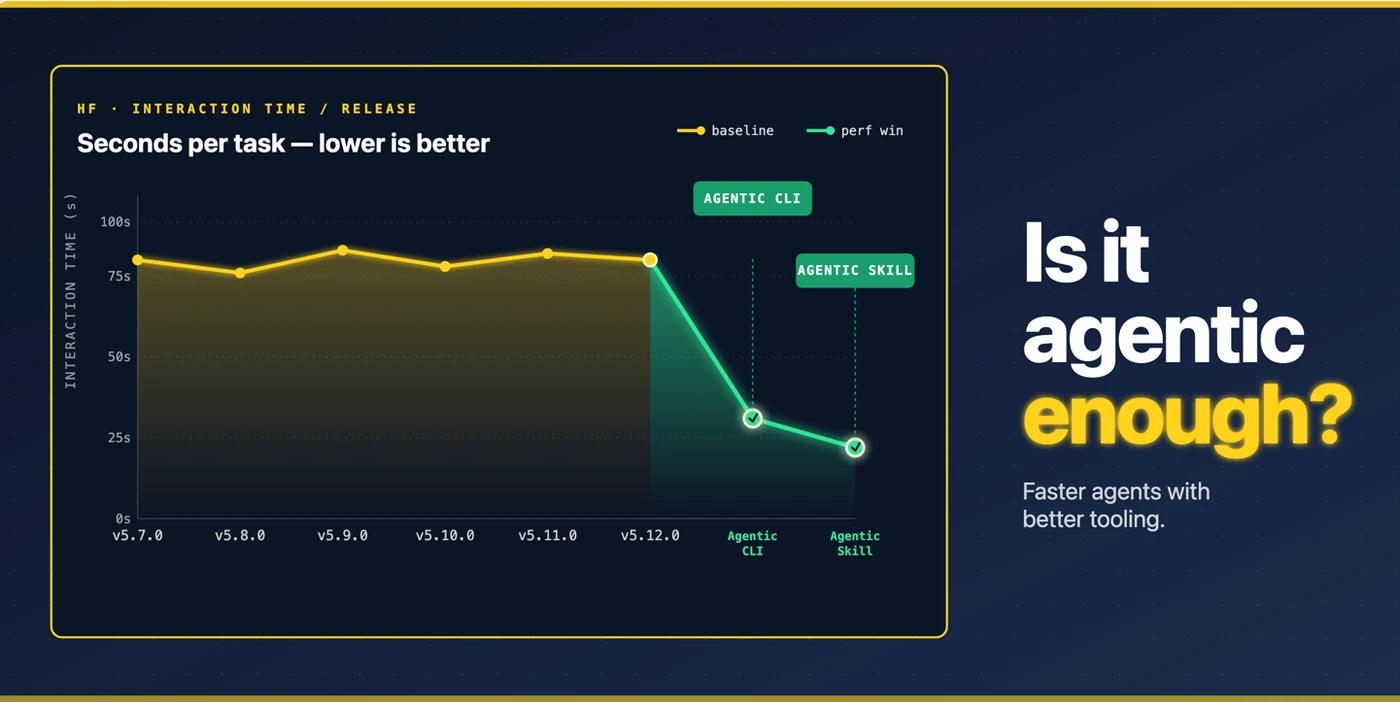 HF · INTERACTION TIME / RELEASE
Seconds per task — lower is better
baseline
perf win
AGENTIC CLI
AGENTIC SKILL
INTERACTION TIME (s)
100s
75s
50s
25s
0s
v5.7.0
v5.8.0
v5.9.0
v5.10.0
v5.11.0
v5.12.0
Agentic
CLI
Agentic
Skill
Is it
agentic
enough?
Faster agents with
better tooling.